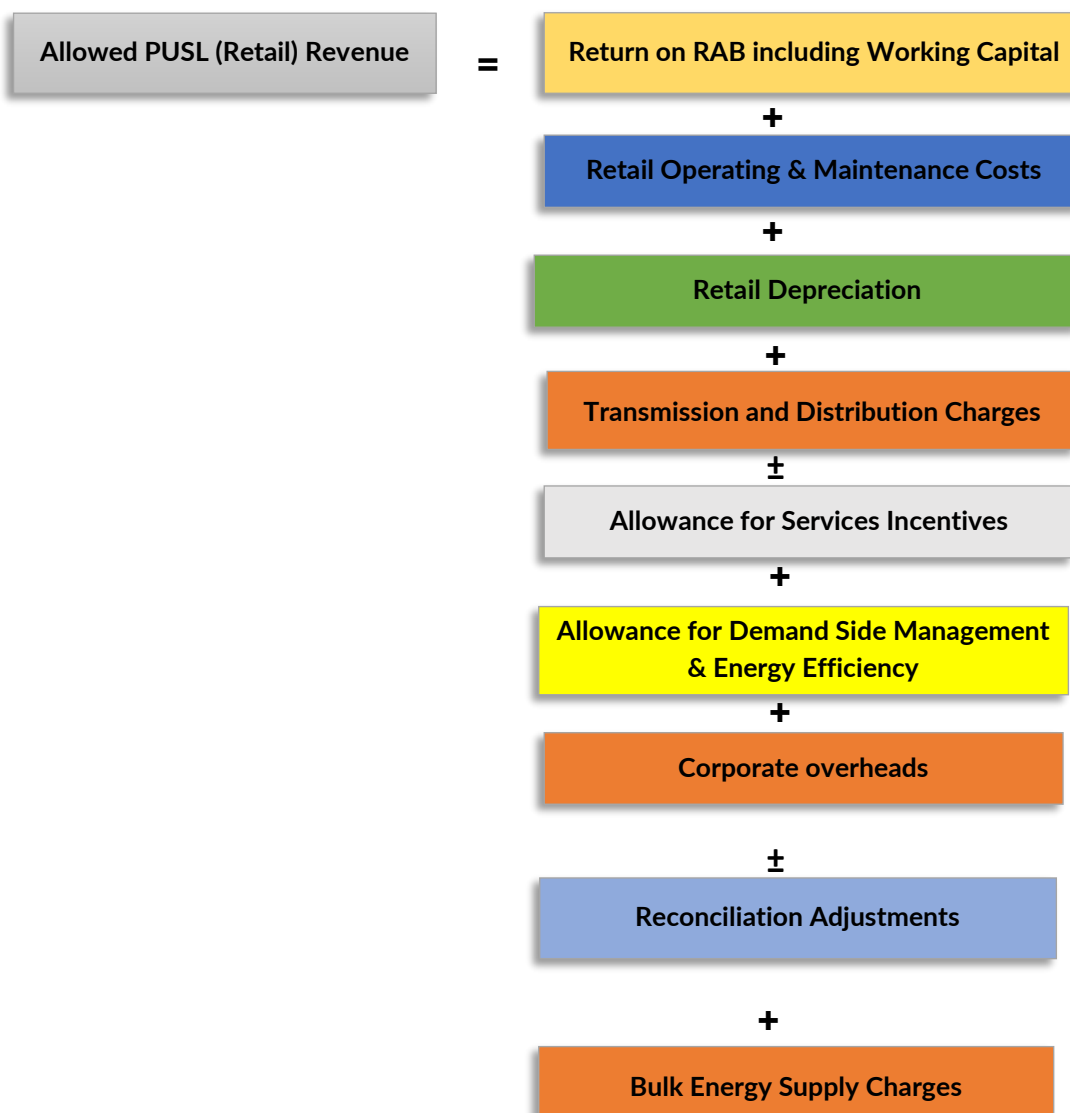 Allowed PUSL (Retail) Revenue = Return on RAB including Working Capital
+
Retail Operating & Maintenance Costs
+
Retail Depreciation
+
Transmission and Distribution Charges
±
Allowance for Services Incentives
+
Allowance for Demand Side Management
& Energy Efficiency
+
Corporate overheads
±
Reconciliation Adjustments
+
Bulk Energy Supply Charges